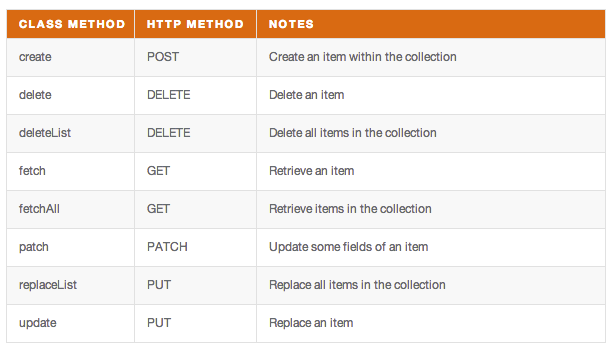 CLASS METHOD HTTP METHOD NOTES
create POST Create an item within the collection
delete DELETE Delete an item
deleteList DELETE Delete all items in the collection
fetch GET Retrieve an item
fetchAll GET Retrieve items in the collection
patch PATCH Update some fields of an item
replaceList PUT Replace all items in the collection
update PUT Replace an item